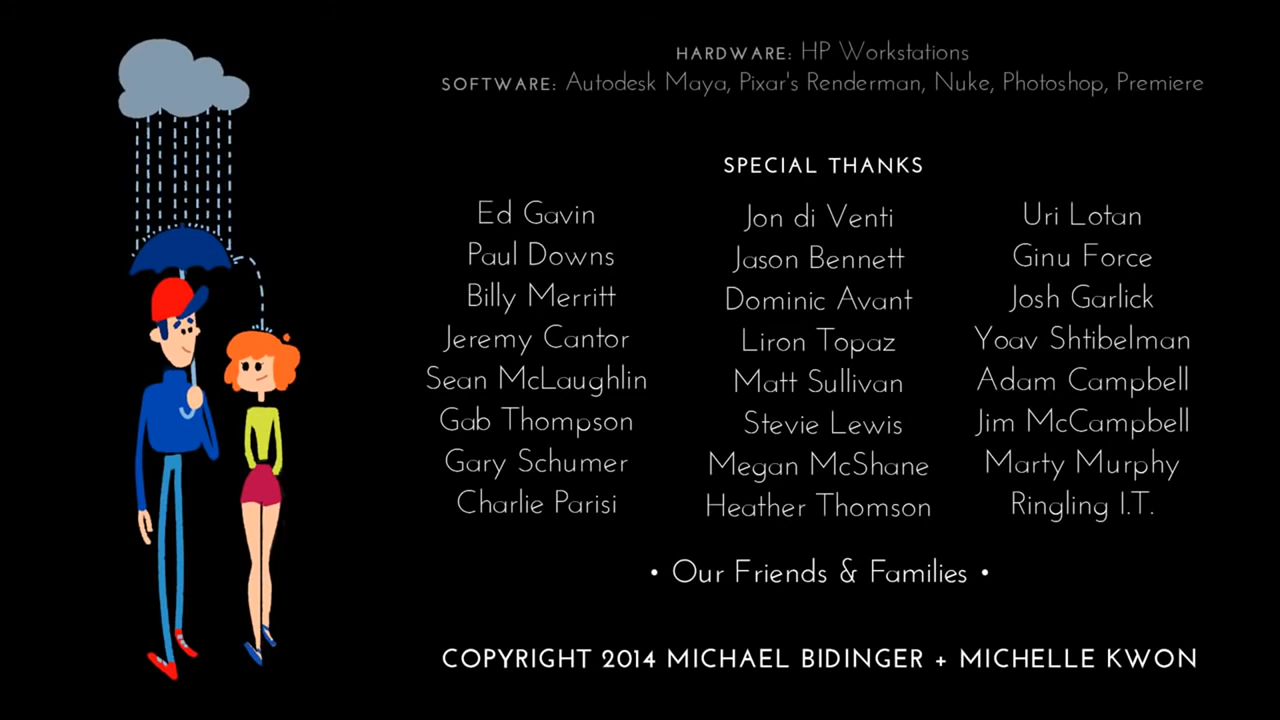 HARDWARE: HP Workstations
SOFTWARE: Autodesk Maya, Pixar's Renderman, Nuke, Photoshop, Premiere
SPECIAL THANKS
Ed Gavin
Paul Downs
Billy Merritt
Jeremy Cantor
Sean McLaughlin
Gab Thompson
Gary Schumer
Charlie Parisi
Jon di Venti
Jason Bennett
Dominic Avant
Liron Topaz
Matt Sullivan
Stevie Lewis
Megan McShane
Heather Thomson
Uri Lotan
Ginu Force
Josh Garlick
Yoav Shtibelman
Adam Campbell
Jim McCampbell
Marty Murphy
Ringling I.T.
• Our Friends & Families •
COPYRIGHT 2014 MICHAEL BIDINGER + MICHELLE KWON